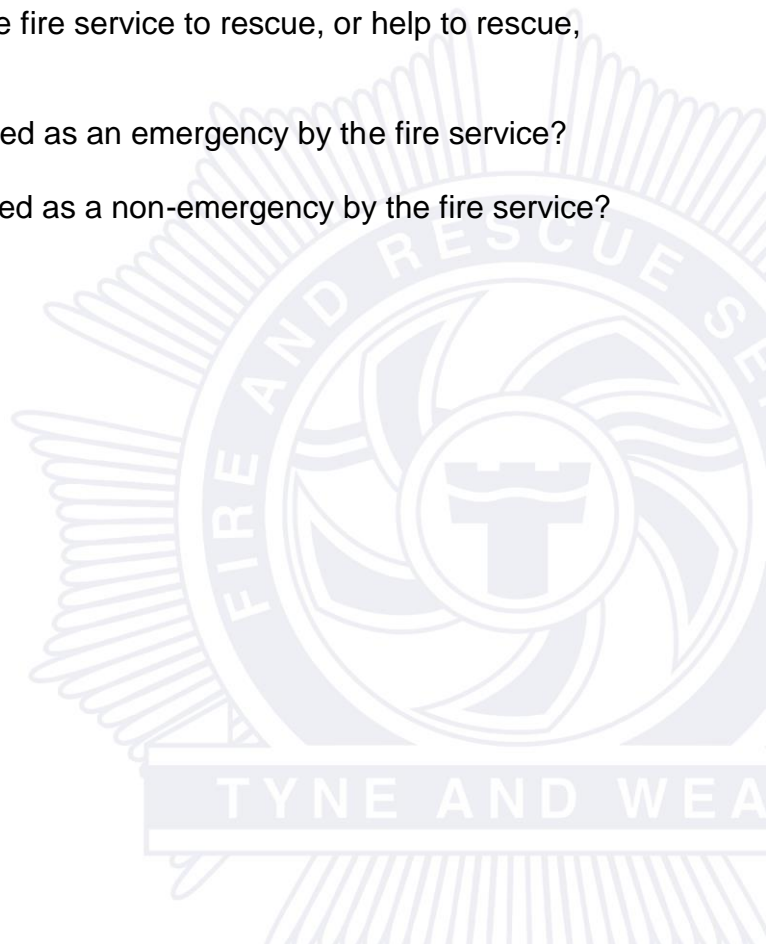 e fire service to rescue, or help to rescue,
ed as an emergency by the fire service?
ed as a non-emergency by the fire service?
FIRE AND RESCUE SE
TYNE AND WEA